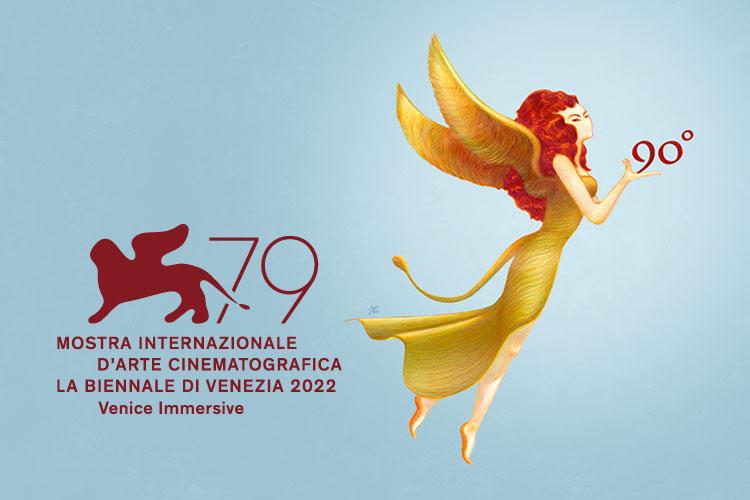 90°
79
MOSTRA INTERNAZIONALE
D'ARTE CINEMATOGRAFICA
LA BIENNALE DI VENEZIA 2022
Venice Immersive